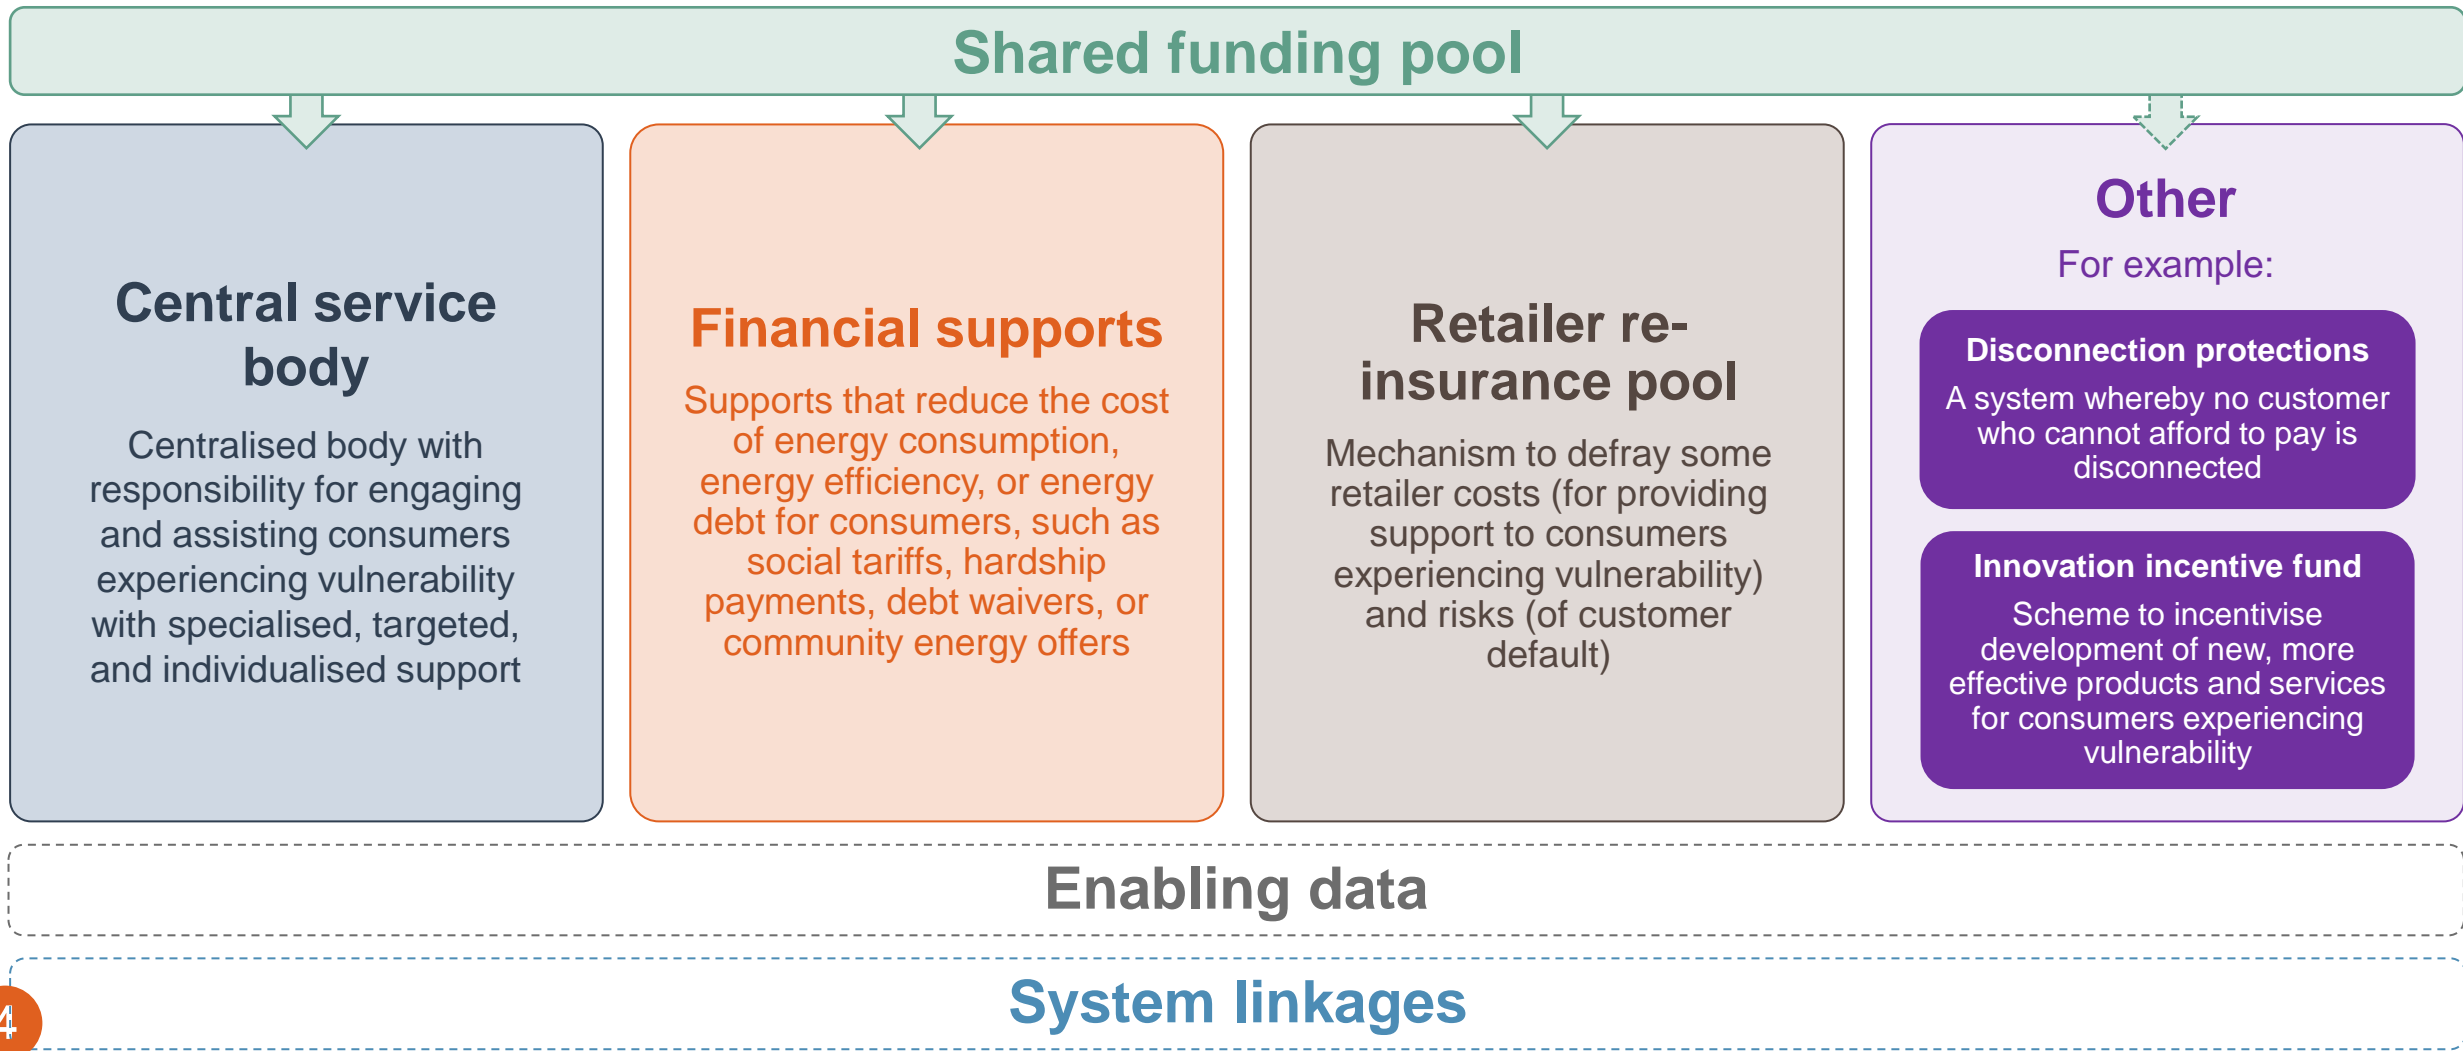 Shared funding pool
Central service
body
Centralised body with
responsibility for engaging
and assisting consumers
experiencing vulnerability
with specialised, targeted,
and individualised support
Financial supports
Supports that reduce the cost
of energy consumption,
energy efficiency, or energy
debt for consumers, such as
social tariffs, hardship
payments, debt waivers, or
community energy offers
Retailer re-
insurance pool
Mechanism to defray some
retailer costs (for providing
support to consumers
experiencing vulnerability)
and risks (of customer
default)
Other
For example:
Disconnection protections
A system whereby no customer
who cannot afford to pay is
disconnected
Innovation incentive fund
Scheme to incentivise
development of new, more
effective products and services
for consumers experiencing
vulnerability
Enabling data
System linkages
4